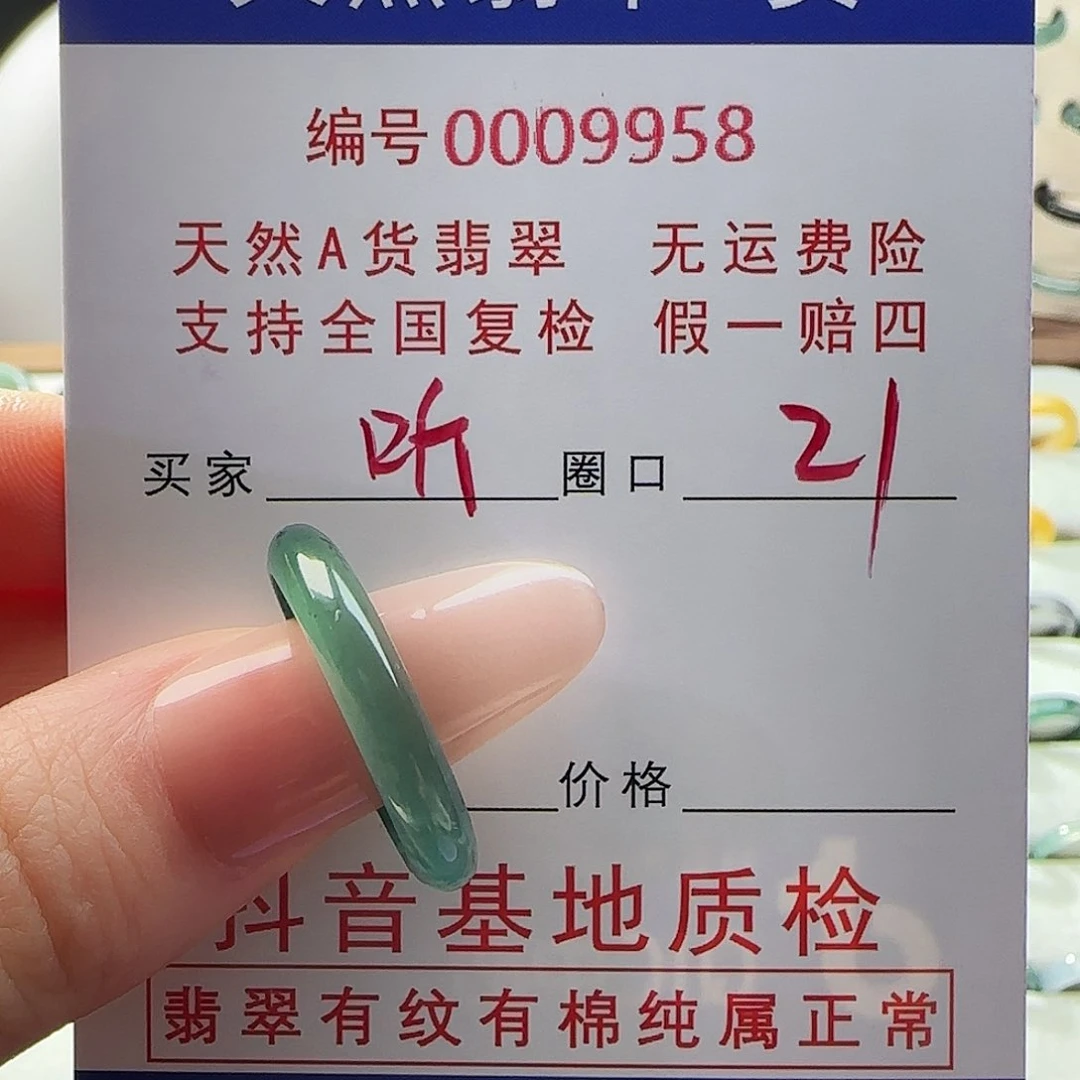 编号0009958
天然A货翡翠 无运费险
支持全国复检 假一赔四
买家 听 圈口 21
价格
抖音基地质检
翡翠有纹有棉纯属正常